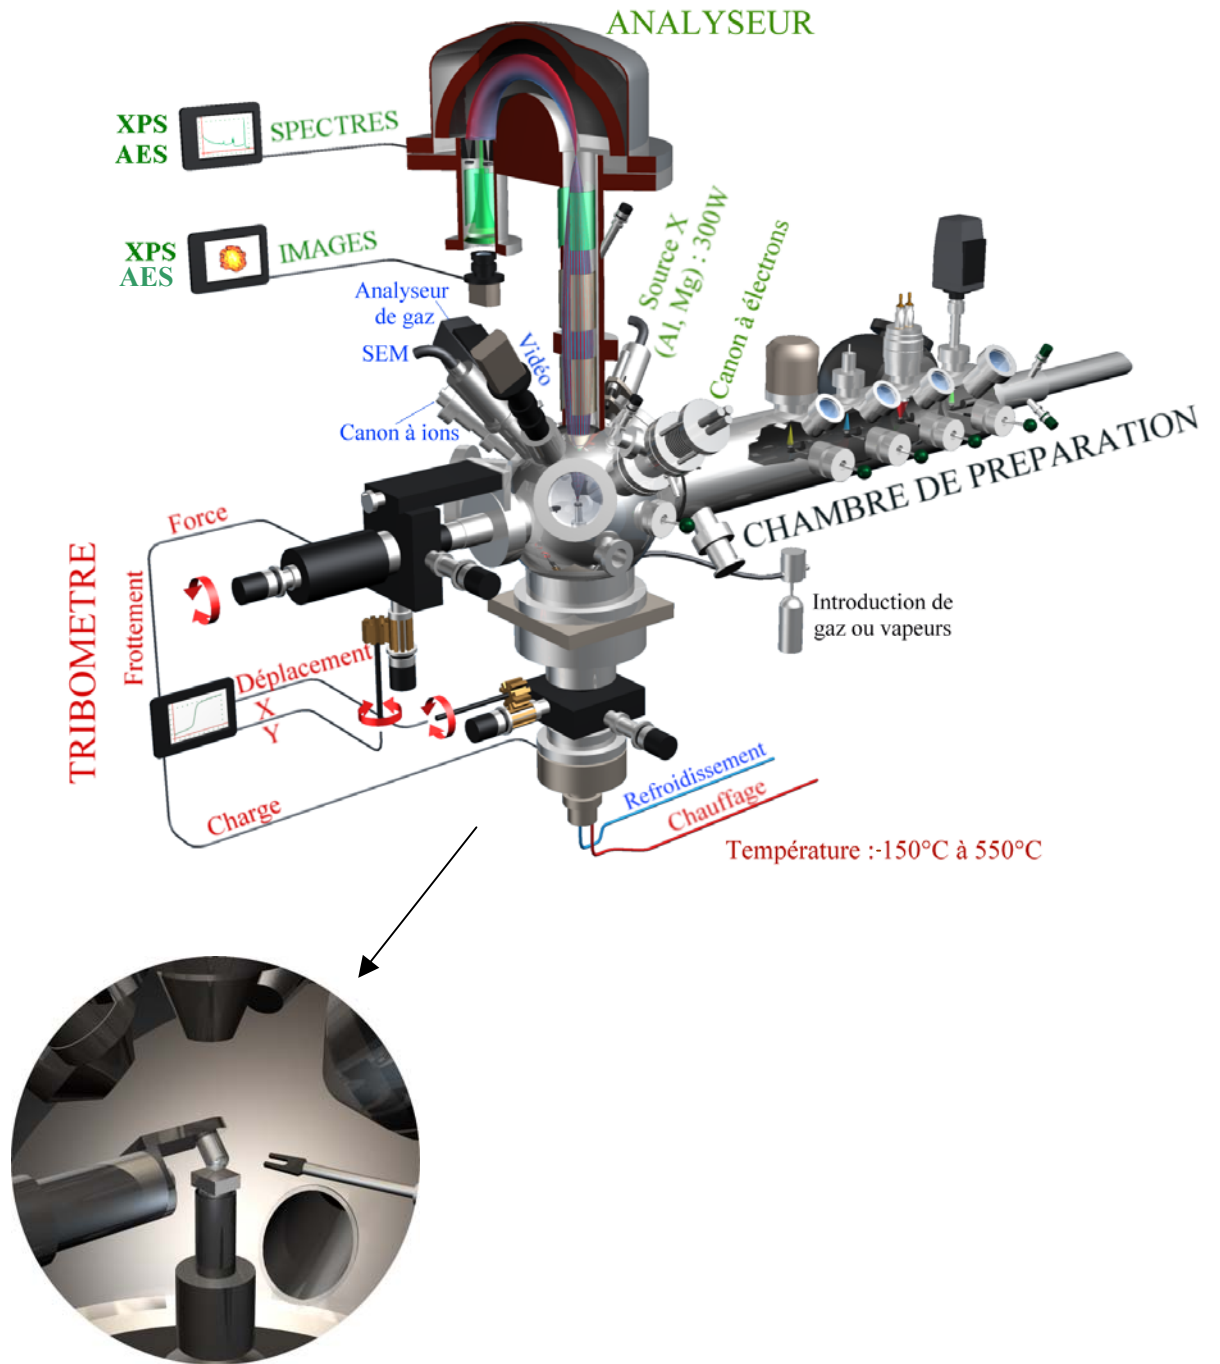 ANALYSEUR
XPS
AES
SPECTRES
XPS
AES
IMAGES
Analyseur
de gaz
SEM
Vidéo
Canon à ions
Source X
(Al, Mg) : 300W
Canon à électrons
CHAMBRE DE PREPARATION
Introduction de
gaz ou vapeurs
TRIBOMETRE
Force
Frottement
Déplacement
X
Y
Charge
Refroidissement
Chauffage
Température :-150°C à 550°C